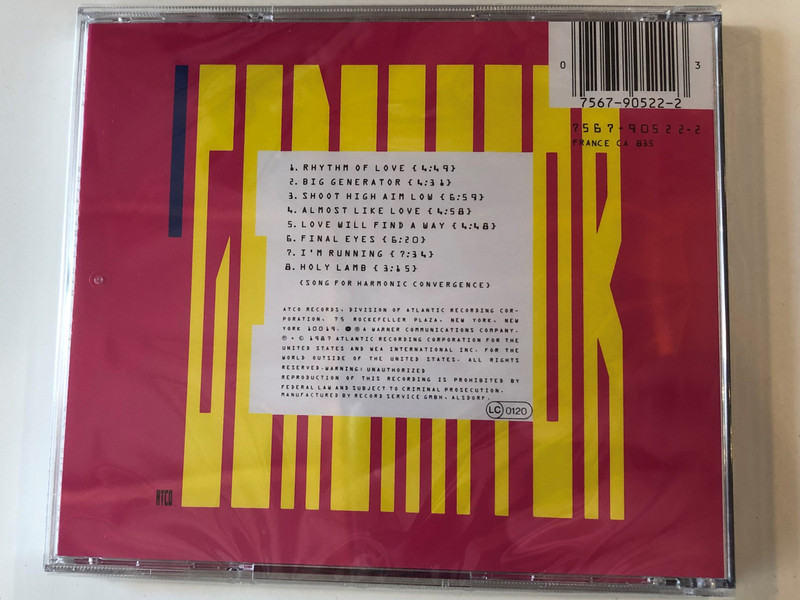 0 3
7567-90522-2
7567-90522-2
FRANCE CA 835
GENERATOR
1. RHYTHM OF LOVE {4:49}
2. BIG GENERATOR {4:31}
3. SHOOT HIGH AIM LOW {6:59}
4. ALMOST LIKE LOVE {4:58}
5. LOVE WILL FIND A WAY {4:48}
6. FINAL EYES {6:20}
7. I'M RUNNING {7:34}
8. HOLY LAMB {3:15}
{SONG FOR HARMONIC CONVERGENCE}
ATCO RECORDS, DIVISION OF ATLANTIC RECORDING COR-
PORATION, 75 ROCKEFELLER PLAZA, NEW YORK, NEW
YORK 10019. A WARNER COMMUNICATIONS COMPANY.
℗ + © 1987 ATLANTIC RECORDING CORPORATION FOR THE
UNITED STATES AND WEA INTERNATIONAL INC. FOR THE
WORLD OUTSIDE OF THE UNITED STATES. ALL RIGHTS
RESERVED-WARNING: UNAUTHORIZED
REPRODUCTION OF THIS RECORDING IS PROHIBITED BY
FEDERAL LAW AND SUBJECT TO CRIMINAL PROSECUTION.
MANUFACTURED BY RECORD SERVICE GMBH, ALSDORF.
LC 0120
ATCO